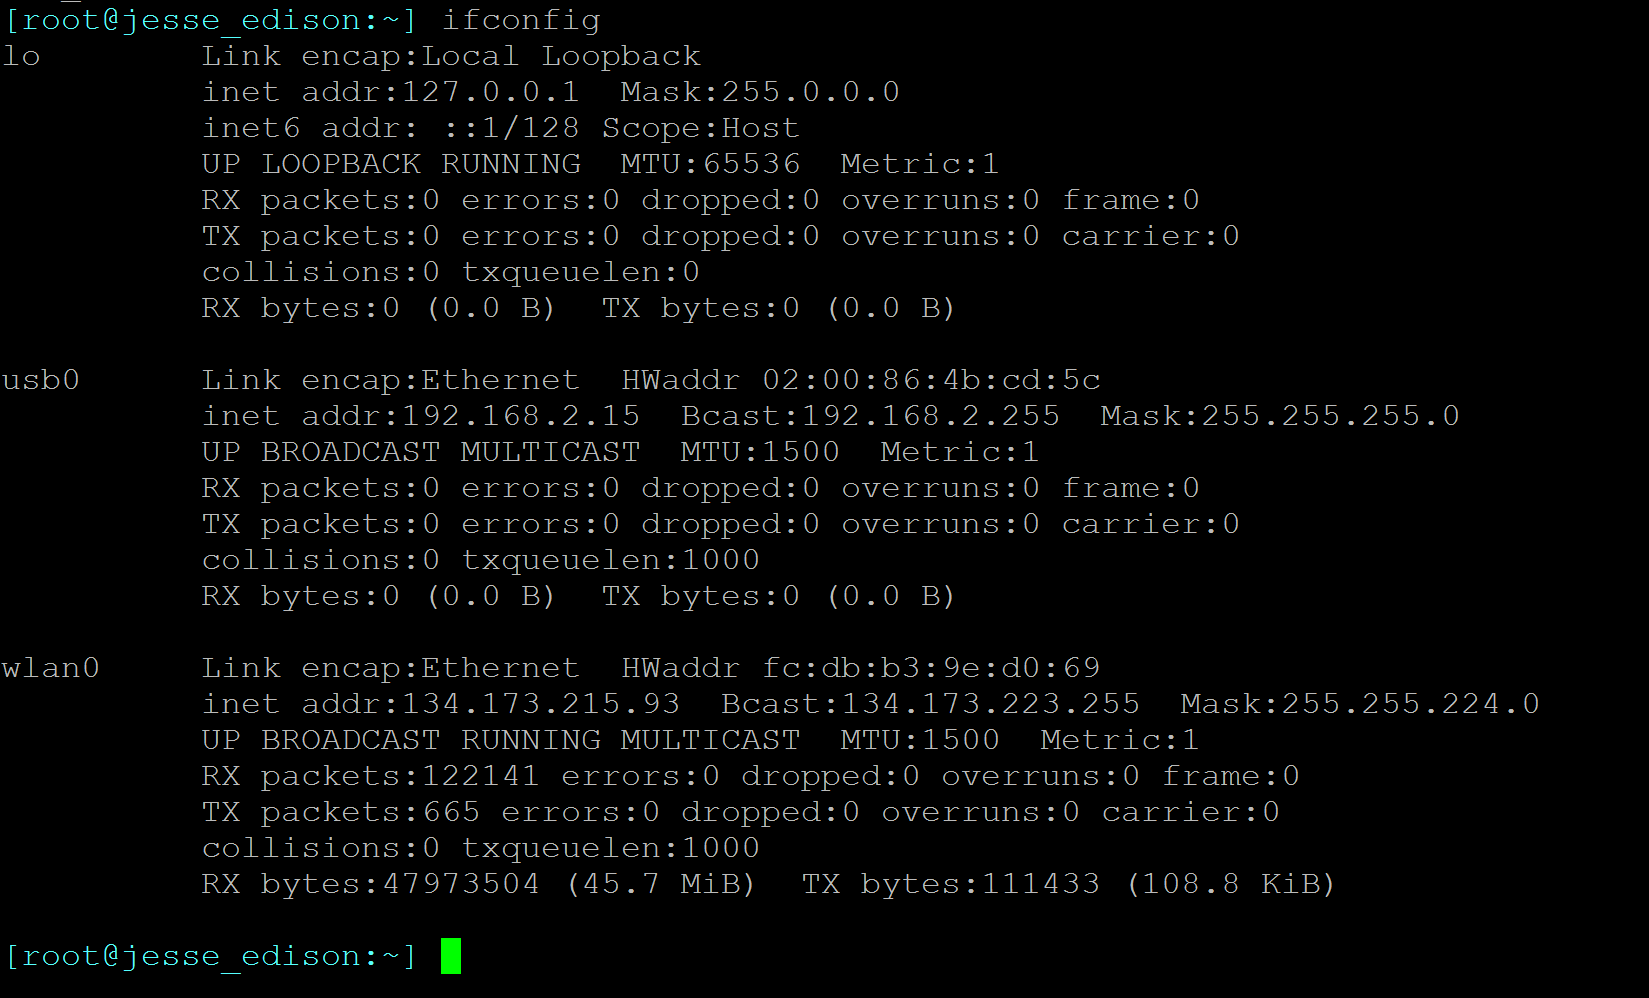 [root@jesse_edison:~] ifconfig
lo        Link encap:Local Loopback
          inet addr:127.0.0.1  Mask:255.0.0.0
          inet6 addr: ::1/128 Scope:Host
          UP LOOPBACK RUNNING  MTU:65536  Metric:1
          RX packets:0 errors:0 dropped:0 overruns:0 frame:0
          TX packets:0 errors:0 dropped:0 overruns:0 carrier:0
          collisions:0 txqueuelen:0
          RX bytes:0 (0.0 B)  TX bytes:0 (0.0 B)

usb0      Link encap:Ethernet  HWaddr 02:00:86:4b:cd:5c
          inet addr:192.168.2.15  Bcast:192.168.2.255  Mask:255.255.255.0
          UP BROADCAST MULTICAST  MTU:1500  Metric:1
          RX packets:0 errors:0 dropped:0 overruns:0 frame:0
          TX packets:0 errors:0 dropped:0 overruns:0 carrier:0
          collisions:0 txqueuelen:1000
          RX bytes:0 (0.0 B)  TX bytes:0 (0.0 B)

wlan0     Link encap:Ethernet  HWaddr fc:db:b3:9e:d0:69
          inet addr:134.173.215.93  Bcast:134.173.223.255  Mask:255.255.224.0
          UP BROADCAST RUNNING MULTICAST  MTU:1500  Metric:1
          RX packets:122141 errors:0 dropped:0 overruns:0 frame:0
          TX packets:665 errors:0 dropped:0 overruns:0 carrier:0
          collisions:0 txqueuelen:1000
          RX bytes:47973504 (45.7 MiB)  TX bytes:111433 (108.8 KiB)

[root@jesse_edison:~]